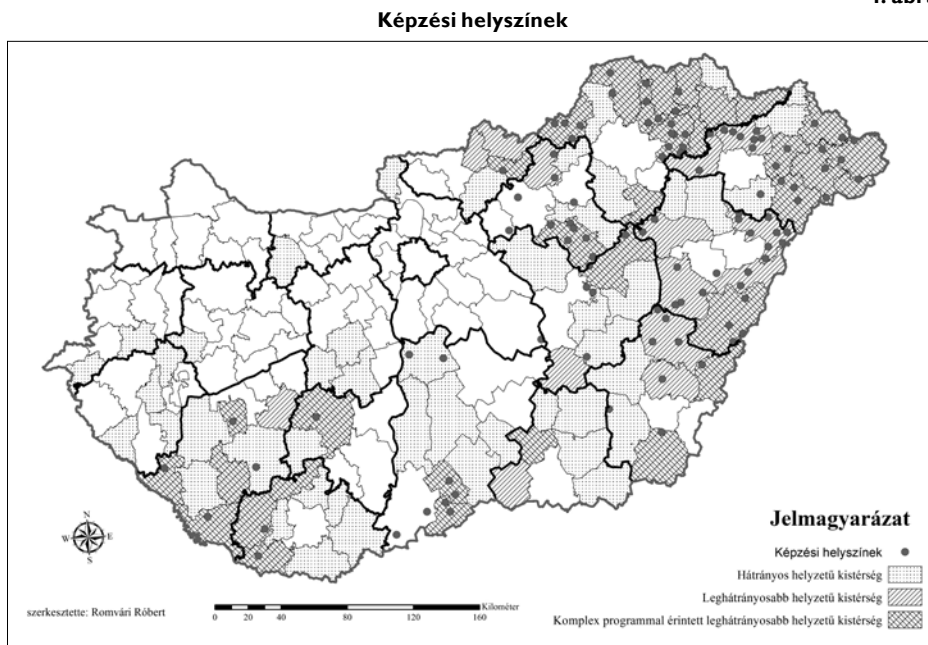 Képzési helyszínek
Jelmagyarázat
Képzési helyszínek
Hátrányos helyzetű kistérség
Leghátrányosabb helyzetű kistérség
Komplex programmal érintett leghátrányosabb helyzetű kistérség
N
W E
S
szerkesztette: Romvári Róbert
Kilométer
0 20 40 80 120 160